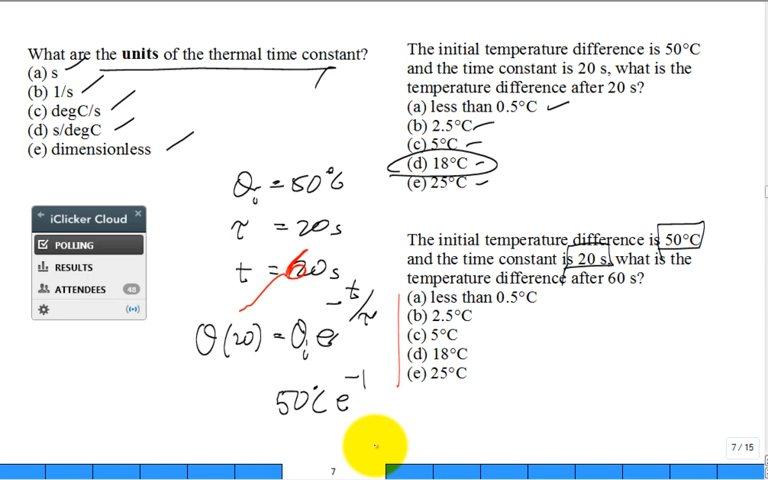 What are the units of the thermal time constant?
(a) s
(b) 1/s
(c) degC/s
(d) s/degC
(e) dimensionless
θi = 50°C
τ = 20s
t = 60s
θ(20) = θi e^-t/τ
50°C e^-1
iClicker Cloud
POLLING
RESULTS
ATTENDEES 48
The initial temperature difference is 50°C
and the time constant is 20 s, what is the
temperature difference after 20 s?
(a) less than 0.5°C
(b) 2.5°C
(c) 5°C
(d) 18°C
(e) 25°C
The initial temperature difference is 50°C
and the time constant is 20 s, what is the
temperature difference after 60 s?
(a) less than 0.5°C
(b) 2.5°C
(c) 5°C
(d) 18°C
(e) 25°C
7 / 15
7